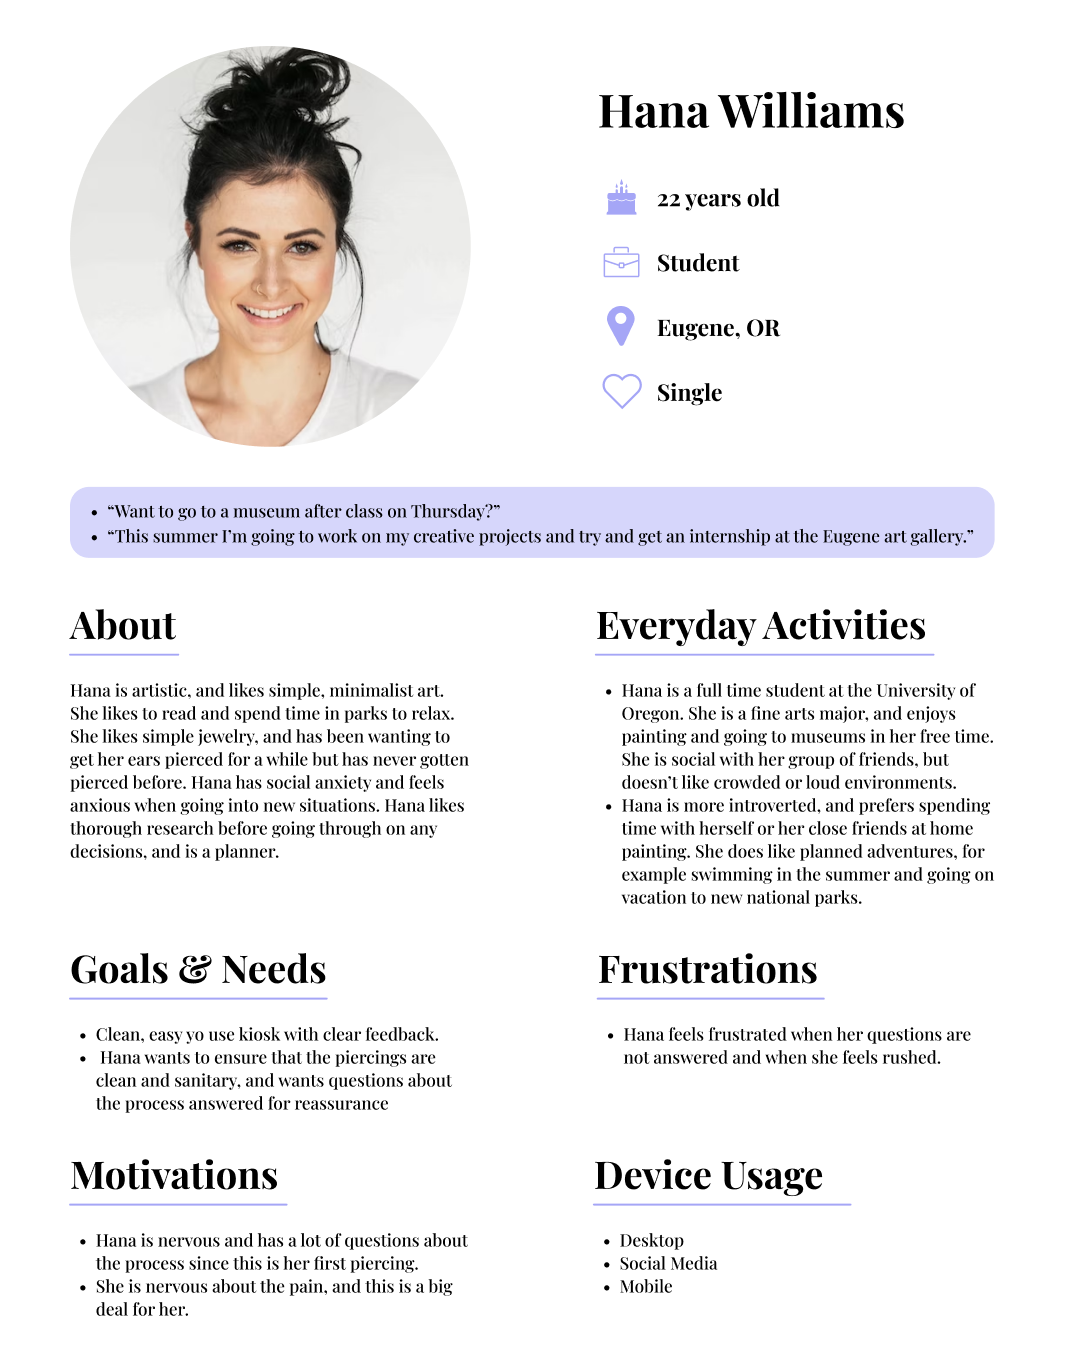 Hana Williams
22 years old
Student
Eugene, OR
Single
• “Want to go to a museum after class on Thursday?”
• “This summer I’m going to work on my creative projects and try and get an internship at the Eugene art gallery.”
About
Hana is artistic, and likes simple, minimalist art.
She likes to read and spend time in parks to relax.
She likes simple jewelry, and has been wanting to
get her ears pierced for a while but has never gotten
pierced before. Hana has social anxiety and feels
anxious when going into new situations. Hana likes
thorough research before going through on any
decisions, and is a planner.
Everyday Activities
• Hana is a full time student at the University of
Oregon. She is a fine arts major, and enjoys
painting and going to museums in her free time.
She is social with her group of friends, but
doesn’t like crowded or loud environments.
• Hana is more introverted, and prefers spending
time with herself or her close friends at home
painting. She does like planned adventures, for
example swimming in the summer and going on
vacation to new national parks.
Goals & Needs
• Clean, easy yo use kiosk with clear feedback.
• Hana wants to ensure that the piercings are
clean and sanitary, and wants questions about
the process answered for reassurance
Frustrations
• Hana feels frustrated when her questions are
not answered and when she feels rushed.
Motivations
• Hana is nervous and has a lot of questions about
the process since this is her first piercing.
• She is nervous about the pain, and this is a big
deal for her.
Device Usage
• Desktop
• Social Media
• Mobile